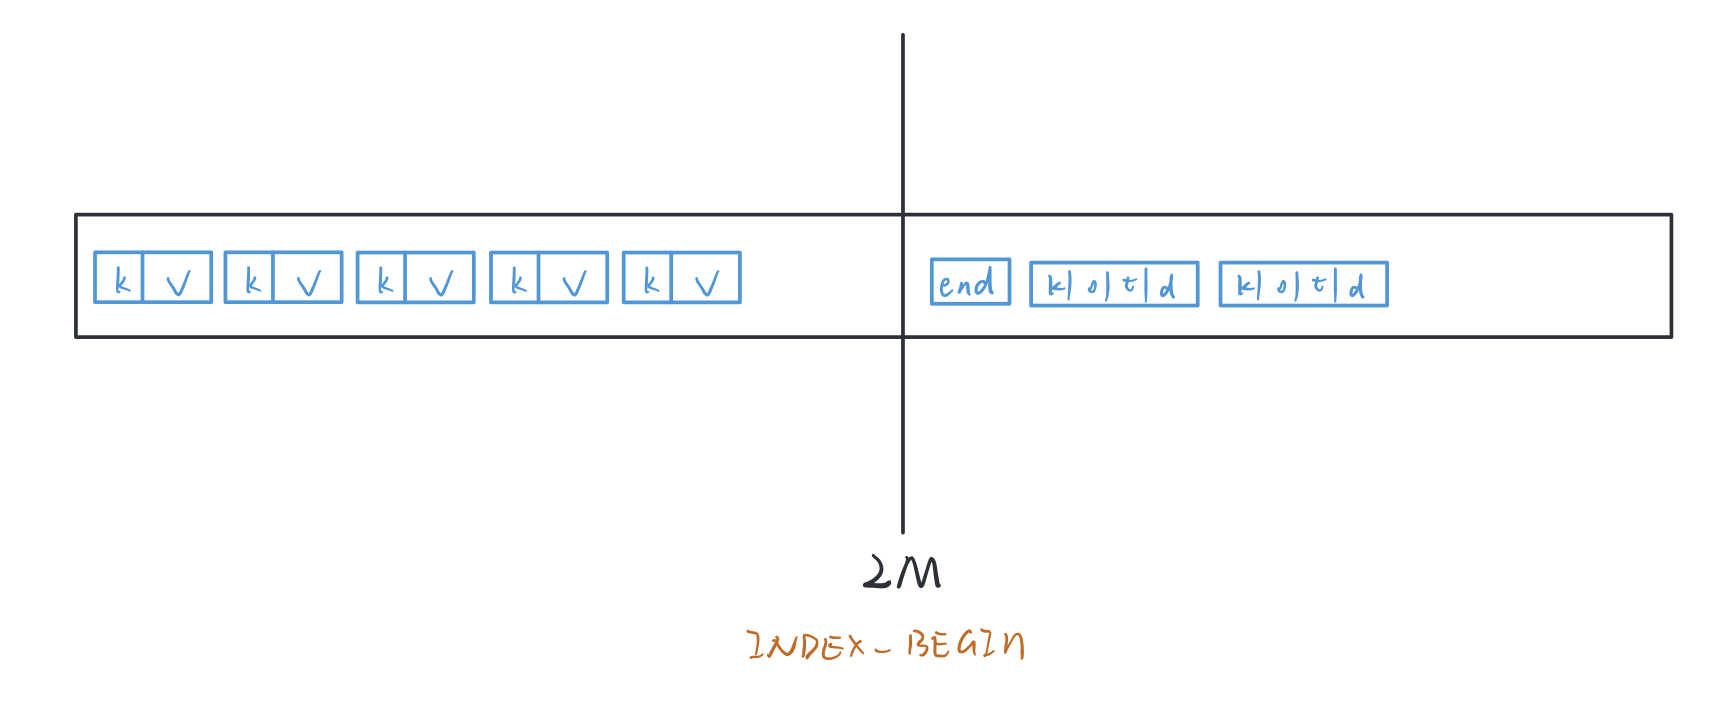 k V k V k V k V k V end k| o| t| d k| o| t| d
2M
INDEX_BEGIN